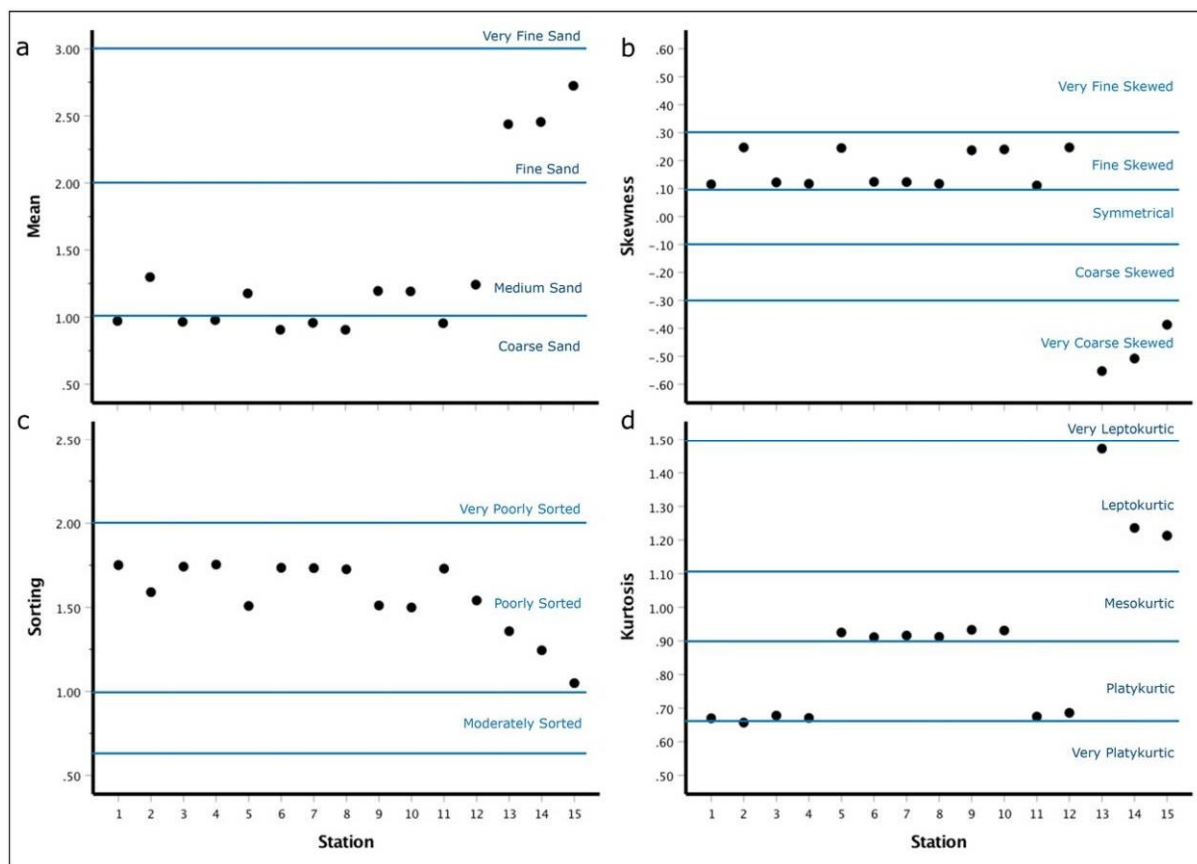 a
Very Fine Sand
3.00
2.50
Fine Sand
2.00
Mean
1.50
Medium Sand
1.00
Coarse Sand
.50
b
.60
.50
Very Fine Skewed
.40
.30
.20
Fine Skewed
.10
.00
Symmetrical
Skewness
-.10
-.20
Coarse Skewed
-.30
-.40
Very Coarse Skewed
-.50
-.60
c
2.50
Very Poorly Sorted
2.00
Sorting
1.50
Poorly Sorted
1.00
Moderately Sorted
.50
1 2 3 4 5 6 7 8 9 10 11 12 13 14 15
Station
d
Very Leptokurtic
1.50
1.40
1.30
Leptokurtic
1.20
1.10
Kurtosis
1.00
Mesokurtic
.90
.80
Platykurtic
.70
.60
Very Platykurtic
.50
1 2 3 4 5 6 7 8 9 10 11 12 13 14 15
Station